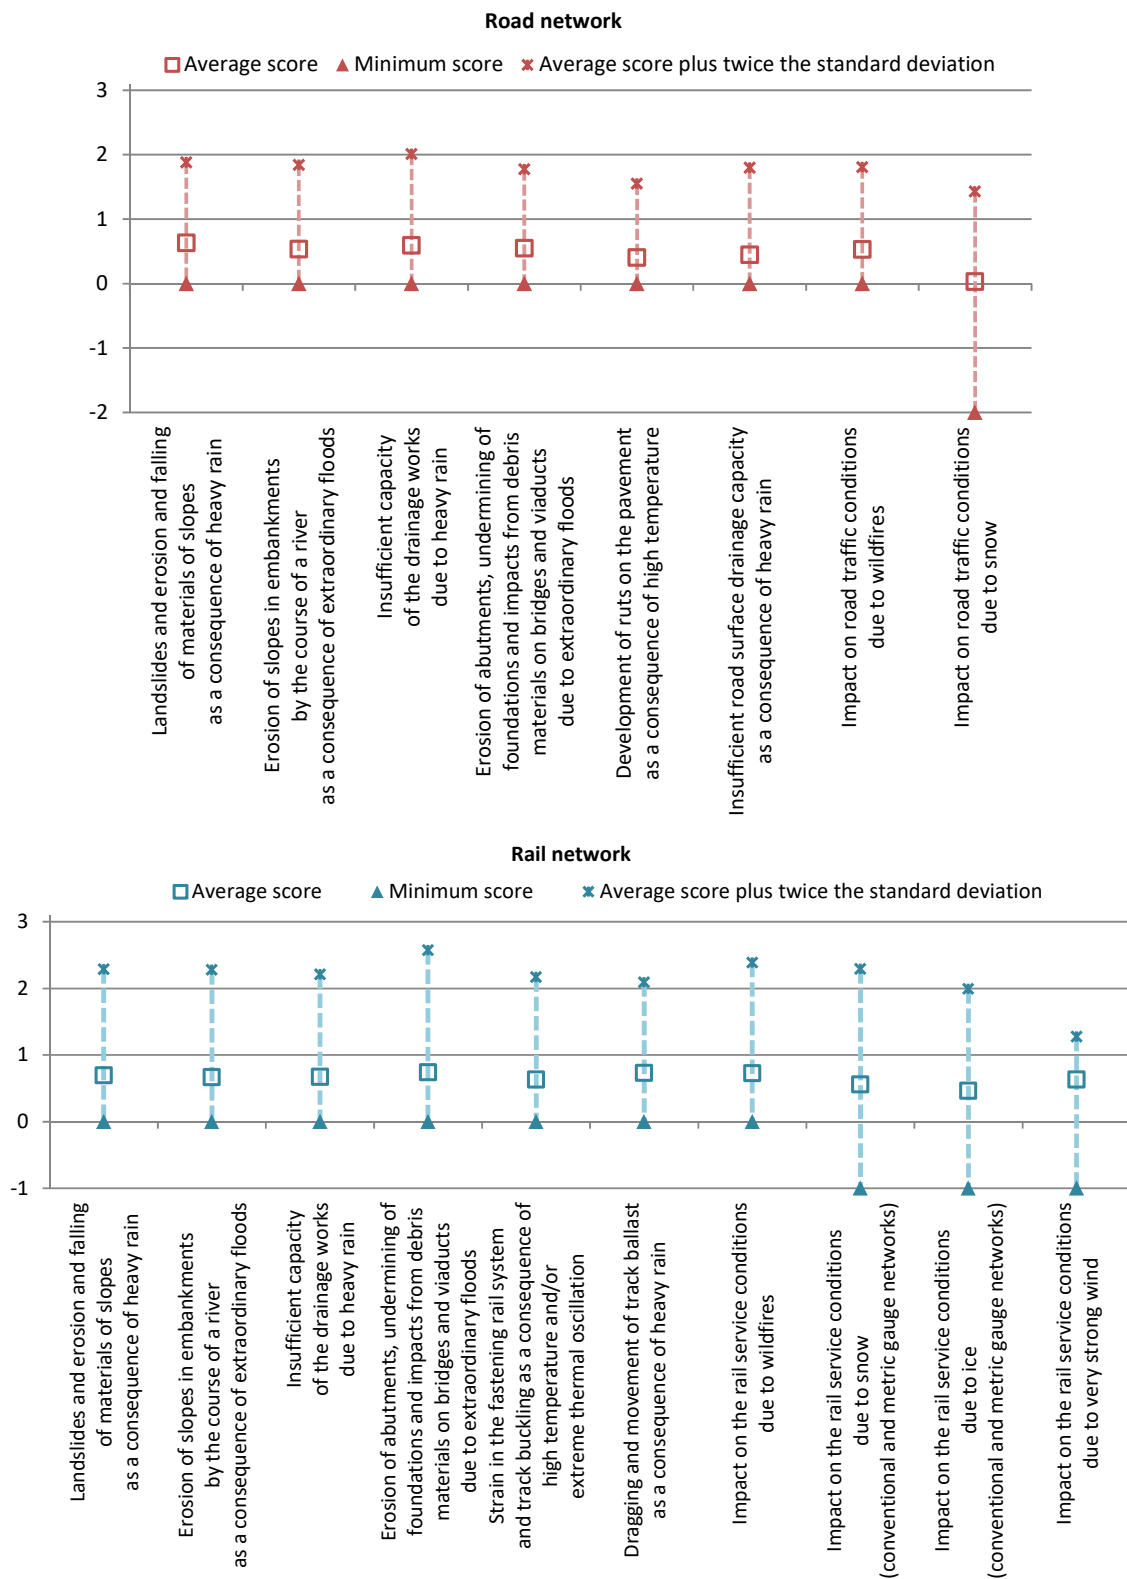 Road network
Average score Minimum score Average score plus twice the standard deviation
3
2
1
0
-1
-2
Landslides and erosion and falling
of materials of slopes
as a consequence of heavy rain
Erosion of slopes in embankments
by the course of a river
as a consequence of extraordinary floods
Insufficient capacity
of the drainage works
due to heavy rain
Erosion of abutments, undermining of
foundations and impacts from debris
materials on bridges and viaducts
due to extraordinary floods
Development of ruts on the pavement
as a consequence of high temperature
Insufficient road surface drainage capacity
as a consequence of heavy rain
Impact on road traffic conditions
due to wildfires
Impact on road traffic conditions
due to snow
Rail network
Average score Minimum score Average score plus twice the standard deviation
3
2
1
0
-1
Landslides and erosion and falling
of materials of slopes
as a consequence of heavy rain
Erosion of slopes in embankments
by the course of a river
as a consequence of extraordinary floods
Insufficient capacity
of the drainage works
due to heavy rain
Erosion of abutments, undermining of
foundations and impacts from debris
materials on bridges and viaducts
due to extraordinary floods
Strain in the fastening rail system
and track buckling as a consequence of
high temperature and/or
extreme thermal oscillation
Dragging and movement of track ballast
as a consequence of heavy rain
Impact on the rail service conditions
due to wildfires
Impact on the rail service conditions
due to snow
(conventional and metric gauge networks)
Impact on the rail service conditions
due to ice
(conventional and metric gauge networks)
Impact on the rail service conditions
due to very strong wind